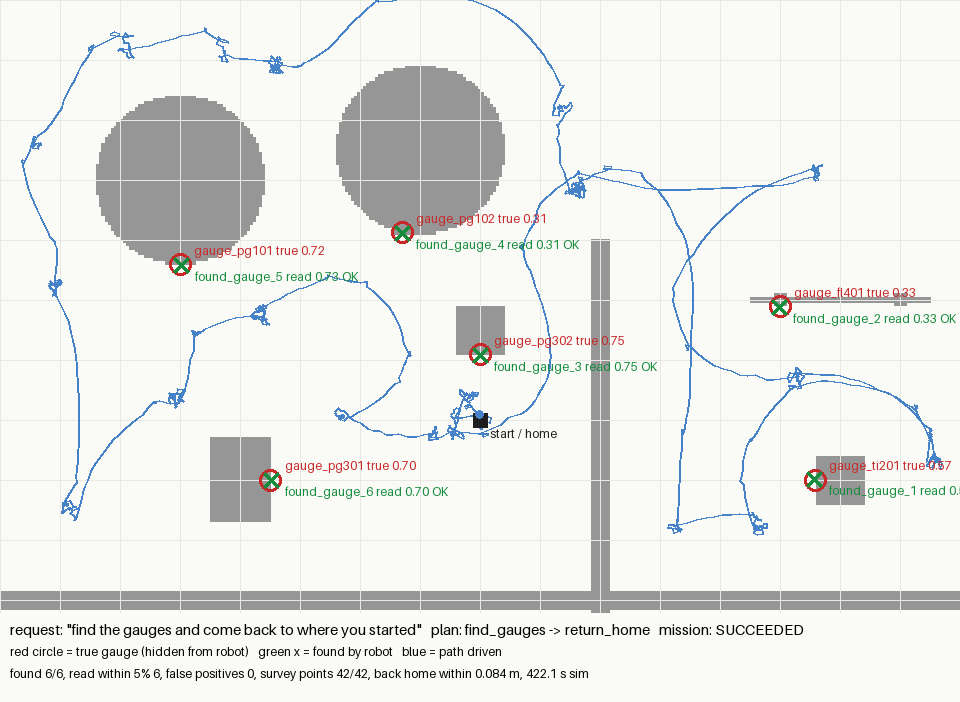 gauge_pg102 true 0.31
found_gauge_4 read 0.31 OK
gauge_pg101 true 0.72
found_gauge_5 read 0.73 OK
gauge_fl401 true 0.33
found_gauge_2 read 0.33 OK
gauge_pg302 true 0.75
found_gauge_3 read 0.75 OK
start / home
gauge_pg301 true 0.70
found_gauge_6 read 0.70 OK
gauge_ti201 true 0.57
found_gauge_1 read
request: "find the gauges and come back to where you started" plan: find_gauges -> return_home mission: SUCCEEDED
red circle = true gauge (hidden from robot) green x = found by robot blue = path driven
found 6/6, read within 5% 6, false positives 0, survey points 42/42, back home within 0.084 m, 422.1 s sim